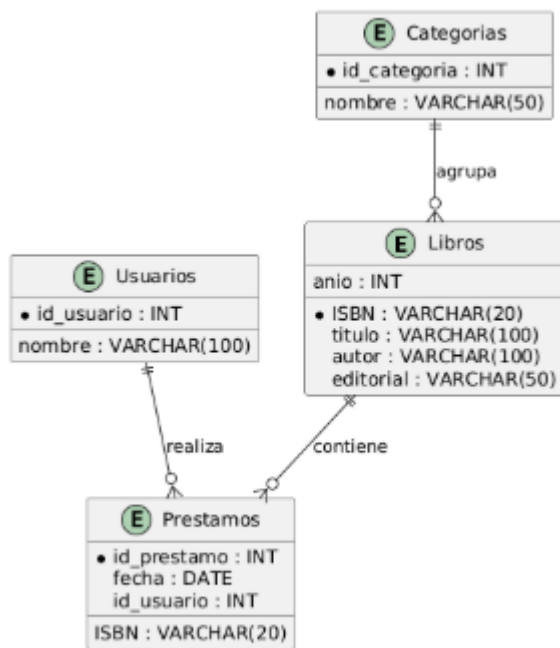 E Categorias
id_categoria : INT
nombre : VARCHAR(50)
agrupa
E Libros
anio : INT
ISBN : VARCHAR(20)
titulo : VARCHAR(100)
autor : VARCHAR(100)
editorial : VARCHAR(50)
E Usuarios
id_usuario : INT
nombre : VARCHAR(100)
realiza
contiene
E Prestamos
id_prestamo : INT
fecha : DATE
id_usuario : INT
ISBN : VARCHAR(20)